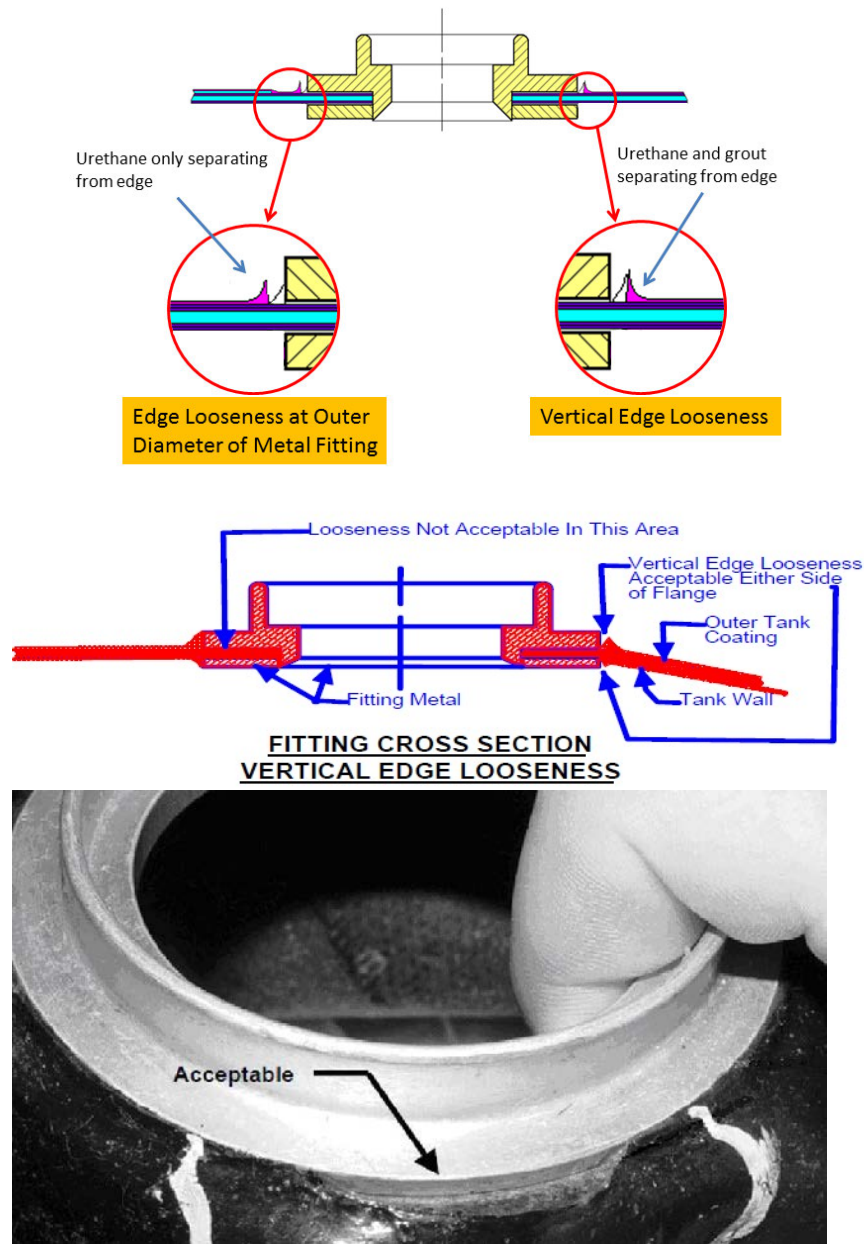 Urethane only separating
from edge
Urethane and grout
separating from edge
Edge Looseness at Outer
Diameter of Metal Fitting
Vertical Edge Looseness
Looseness Not Acceptable In This Area
Vertical Edge Looseness
Acceptable Either Side
of Flange
Outer Tank
Coating
Fitting Metal
Tank Wall
FITTING CROSS SECTION
VERTICAL EDGE LOOSENESS
Acceptable